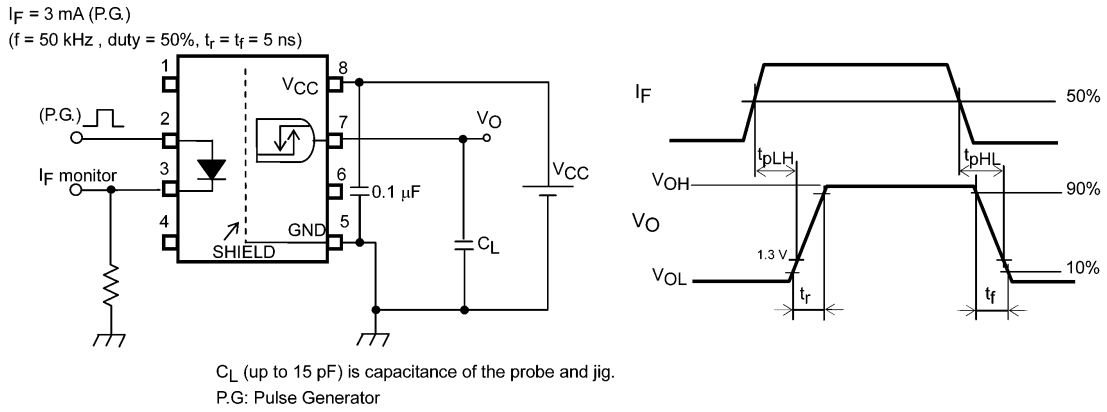 IF = 3 mA (P.G.)
(f = 50 kHz , duty = 50%, tr = tf = 5 ns)
1
8
VCC
(P.G.)
2
7
VO
IF monitor
3
6
0.1 μF
VCC
4
5
GND
SHIELD
CL
CL (up to 15 pF) is capacitance of the probe and jig.
P.G: Pulse Generator
IF
50%
tpLH
tpHL
VOH
90%
VO
1.3 V
10%
VOL
tr
tf